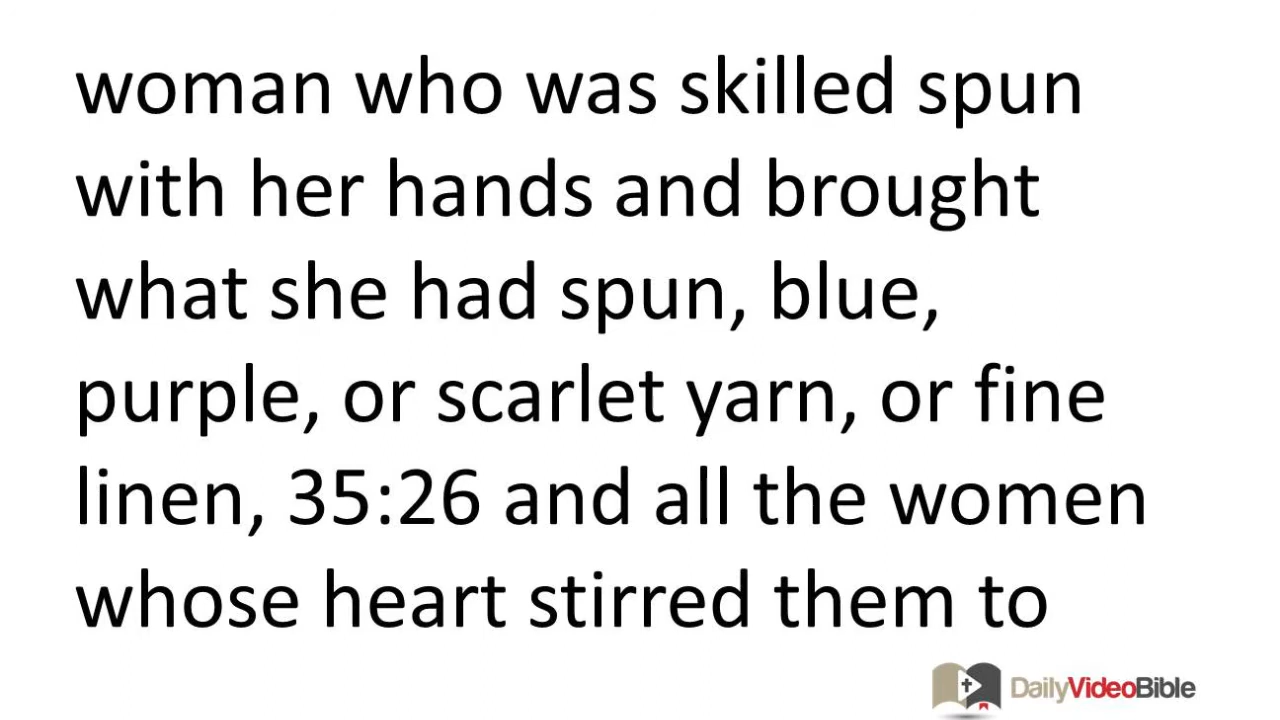 woman who was skilled spun
with her hands and brought
what she had spun, blue,
purple, or scarlet yarn, or fine
linen, 35:26 and all the women
whose heart stirred them to
DailyVideoBible